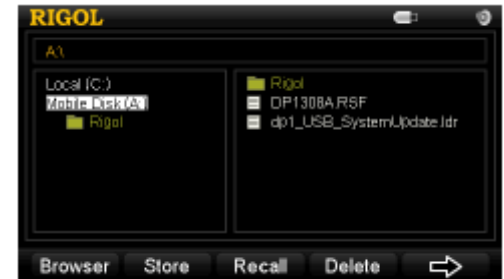 RIGOL
A:\
Local (C:)
Mobile Disk (A:)
Rigol
Rigol
DP1308A.RSF
dp1_USB_SystemUpdate.ldr
Browser Store Recall Delete